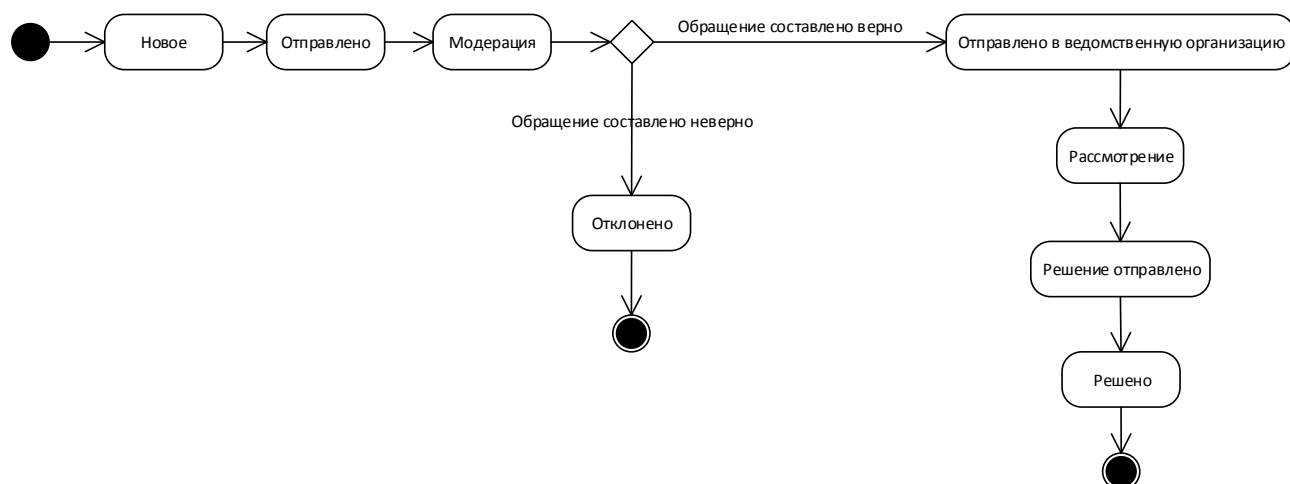 Новое
Отправлено
Модерация
Обращение составлено верно
Отправлено в ведомственную организацию
Обращение составлено неверно
Рассмотрение
Отклонено
Решение отправлено
Решено